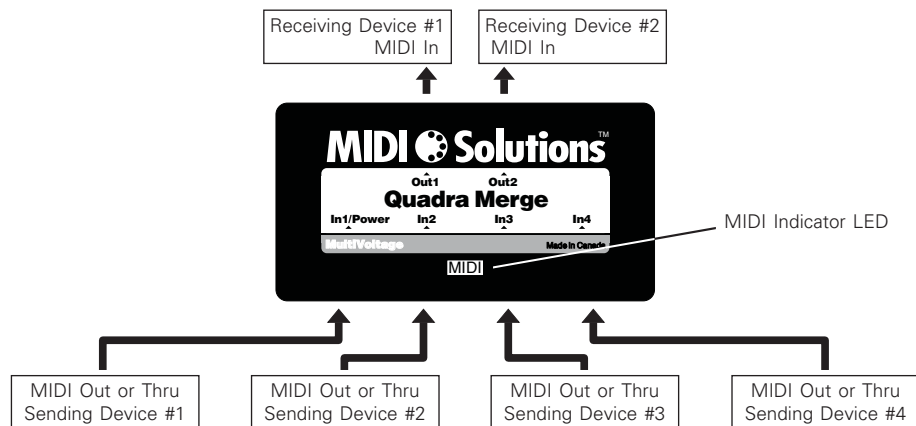 Receiving Device #1
MIDI In
Receiving Device #2
MIDI In
MIDI Solutions™
Out1 Out2
Quadra Merge
In1/Power In2 In3 In4
MultiVoltage Made in Canada
MIDI
MIDI Indicator LED
MIDI Out or Thru
Sending Device #1
MIDI Out or Thru
Sending Device #2
MIDI Out or Thru
Sending Device #3
MIDI Out or Thru
Sending Device #4